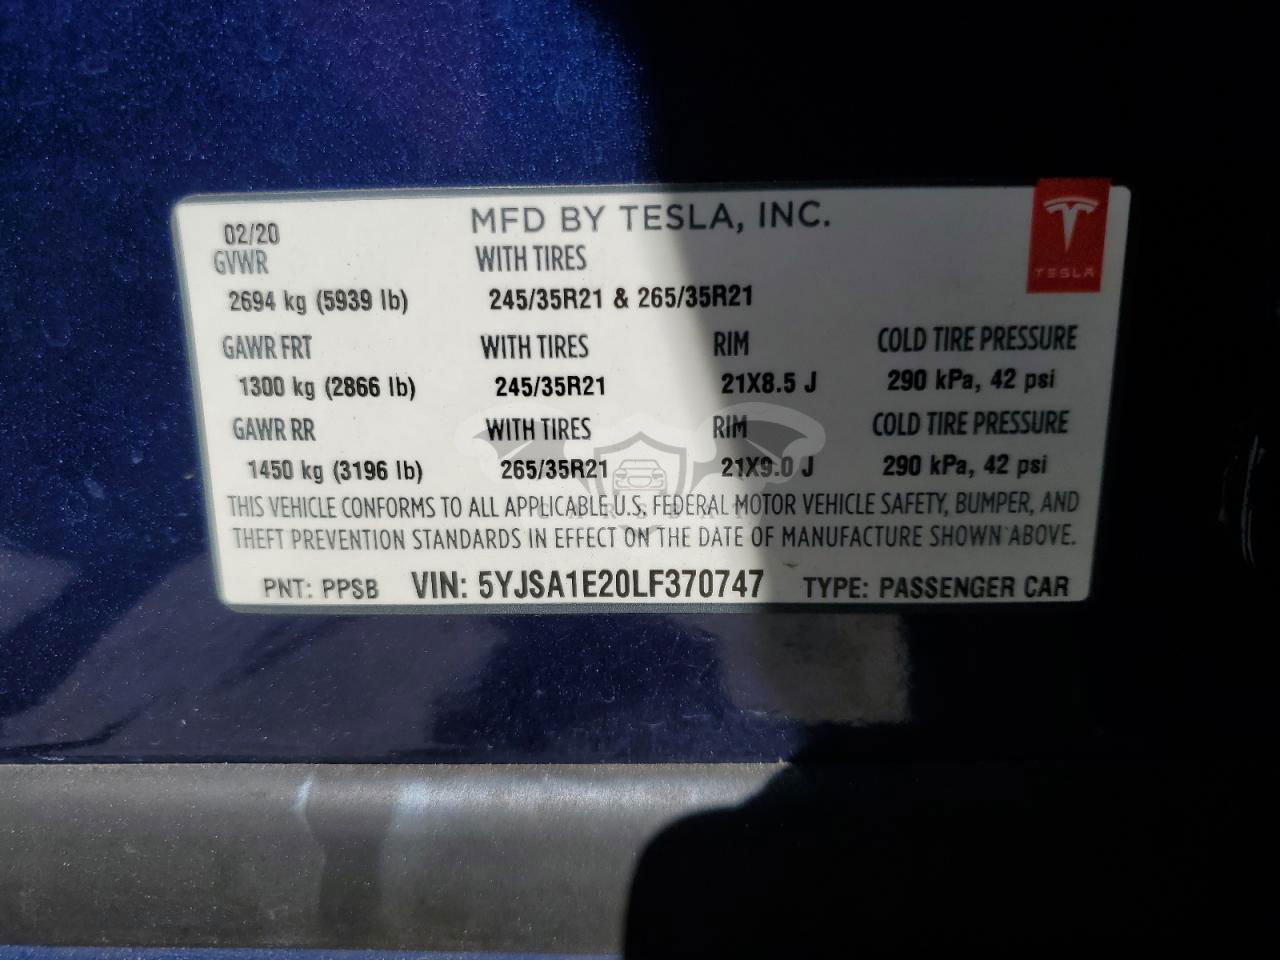 02/20 MFD BY TESLA, INC.
GVWR WITH TIRES
TESLA
2694 kg (5939 lb) 245/35R21 & 265/35R21
GAWR FRT WITH TIRES RIM COLD TIRE PRESSURE
1300 kg (2866 lb) 245/35R21 21X8.5 J 290 kPa, 42 psi
GAWR RR WITH TIRES RIM COLD TIRE PRESSURE
1450 kg (3196 lb) 265/35R21 21X9.0 J 290 kPa, 42 psi
THIS VEHICLE CONFORMS TO ALL APPLICABLE U.S. FEDERAL MOTOR VEHICLE SAFETY, BUMPER, AND
THEFT PREVENTION STANDARDS IN EFFECT ON THE DATE OF MANUFACTURE SHOWN ABOVE.
PNT: PPSB VIN: 5YJSA1E20LF370747 TYPE: PASSENGER CAR